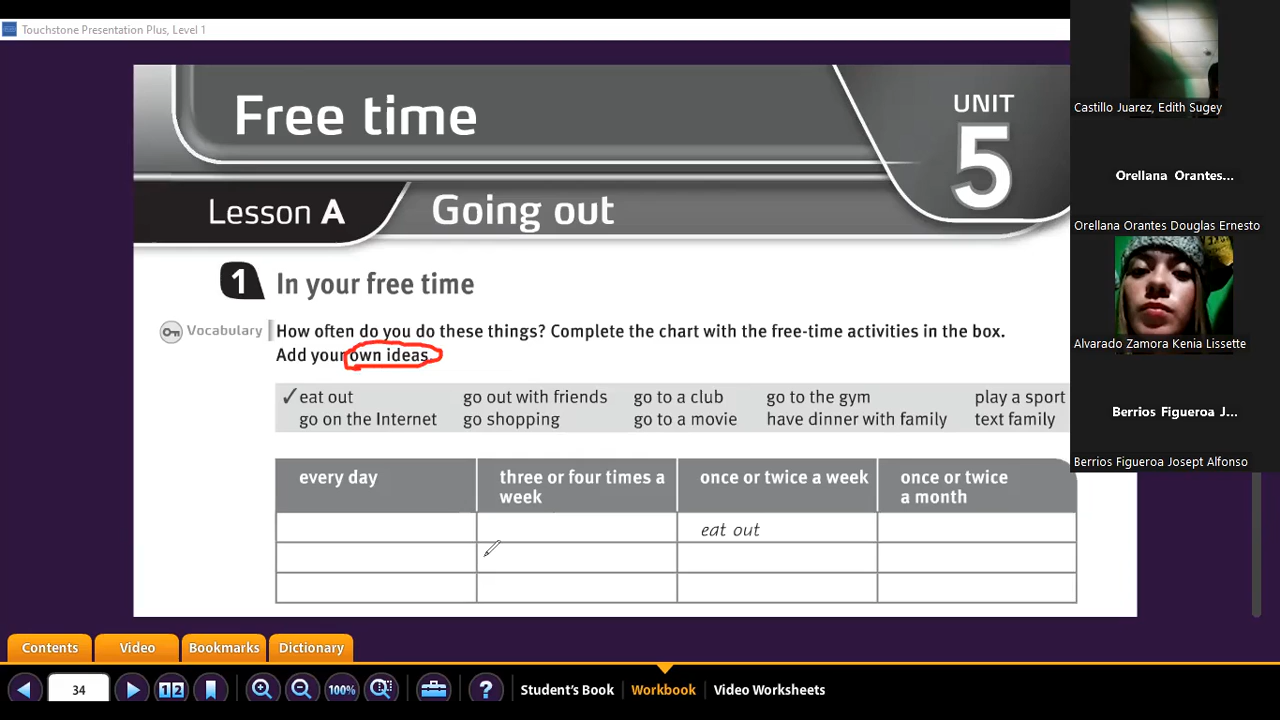 Touchstone Presentation Plus, Level 1
Free time
UNIT
5
Lesson A
Going out
1 In your free time
Vocabulary
How often do you do these things? Complete the chart with the free-time activities in the box.
Add your own ideas.
✓ eat out go out with friends go to a club go to the gym play a sport
go on the Internet go shopping go to a movie have dinner with family text family
every day three or four times a week once or twice a week once or twice a month
eat out
Castillo Juarez, Edith Sugey
Orellana Orantes...
Orellana Orantes Douglas Ernesto
Alvarado Zamora Kenia Lissette
Berrios Figueroa J...
Berrios Figueroa Josept Alfonso
Contents Video Bookmarks Dictionary
34 12 100% ? Student's Book Workbook Video Worksheets